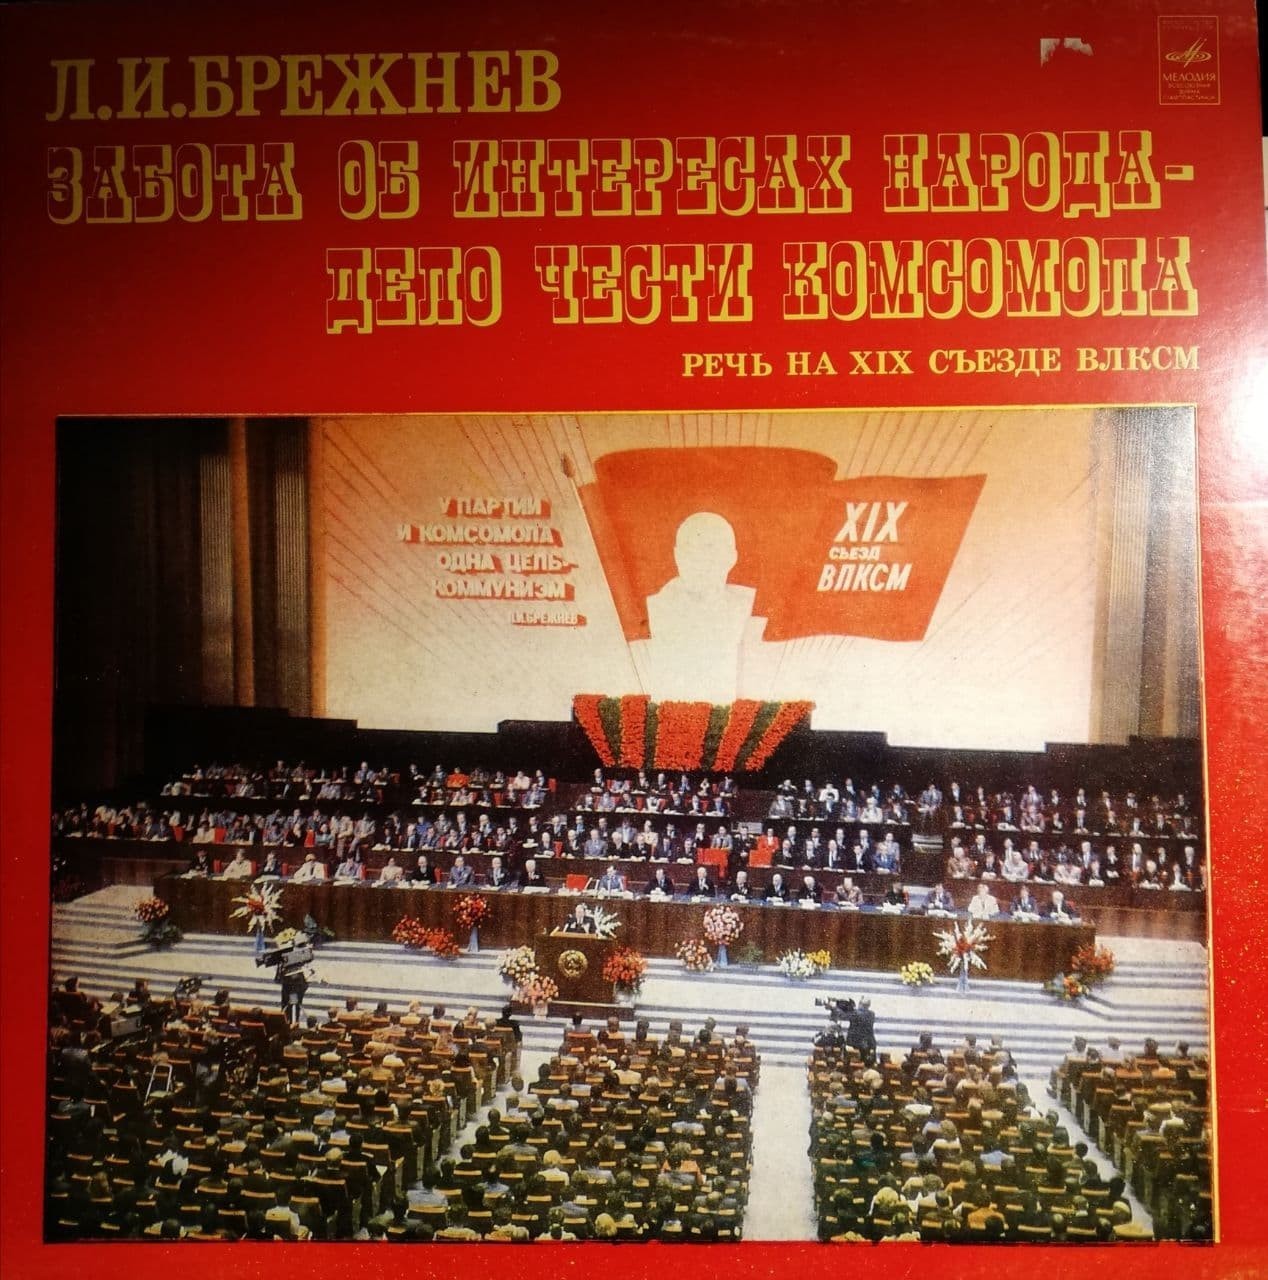 Л.И.БРЕЖНЕВ
МЕЛОДИЯ
ЗАБОТА ОБ ИНТЕРЕСАХ НАРОДА-
ДЕЛО ЧЕСТИ КОМСОМОЛА
РЕЧЬ НА XIX СЪЕЗДЕ ВЛКСМ
У ПАРТИИ
И КОМСОМОЛА
ОДНА ЦЕЛЬ-
КОММУНИЗМ
Л.И.БРЕЖНЕВ
XIX
СЪЕЗД
ВЛКСМ